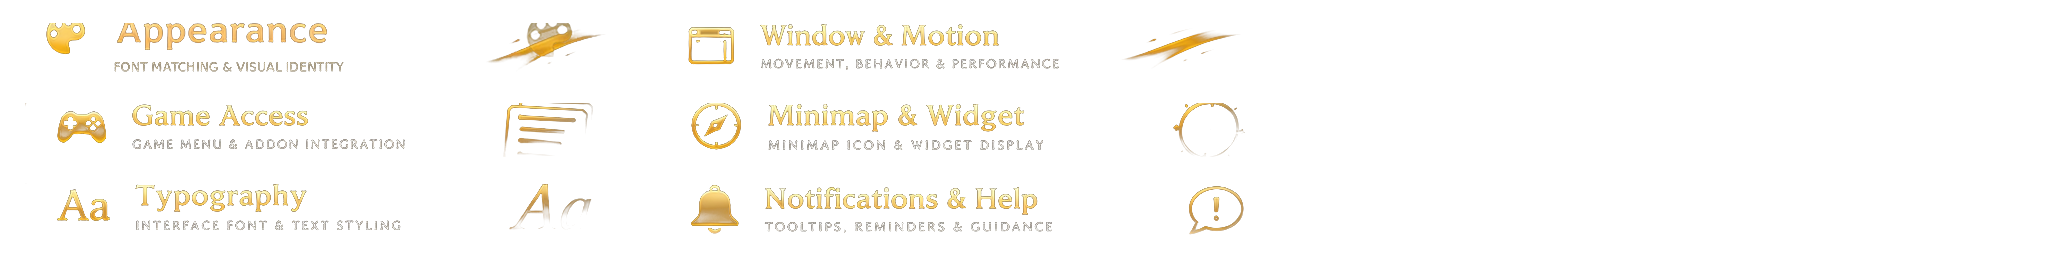 Appearance
FONT MATCHING & VISUAL IDENTITY
Window & Motion
MOVEMENT, BEHAVIOR & PERFORMANCE
Game Access
GAME MENU & ADDON INTEGRATION
Minimap & Widget
MINIMAP ICON & WIDGET DISPLAY
Aa
Typography
INTERFACE FONT & TEXT STYLING
Aa
Notifications & Help
TOOLTIPS, REMINDERS & GUIDANCE
!